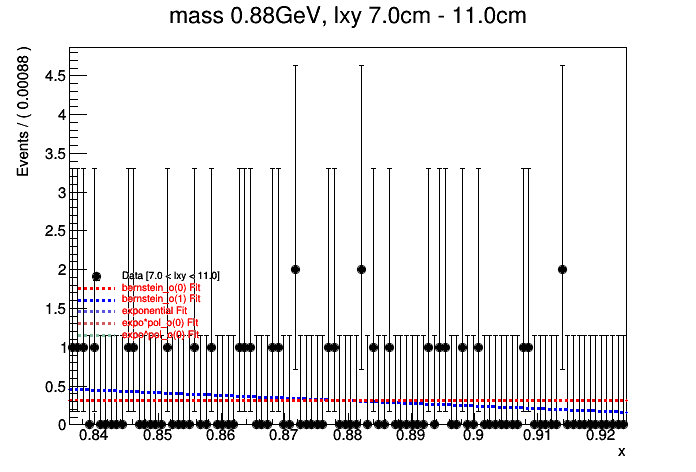 mass 0.88GeV, lxy 7.0cm - 11.0cm
Events / ( 0.00088 )
4.5
4
3.5
3
2.5
2
1.5
1
0.5
0
Data [7.0 < lxy < 11.0]
bernstein_o(0) Fit
bernstein_o(1) Fit
exponential Fit
expo*pol_o(0) Fit
expo*pol_o(0) Fit
0.84 0.85 0.86 0.87 0.88 0.89 0.9 0.91 0.92
x